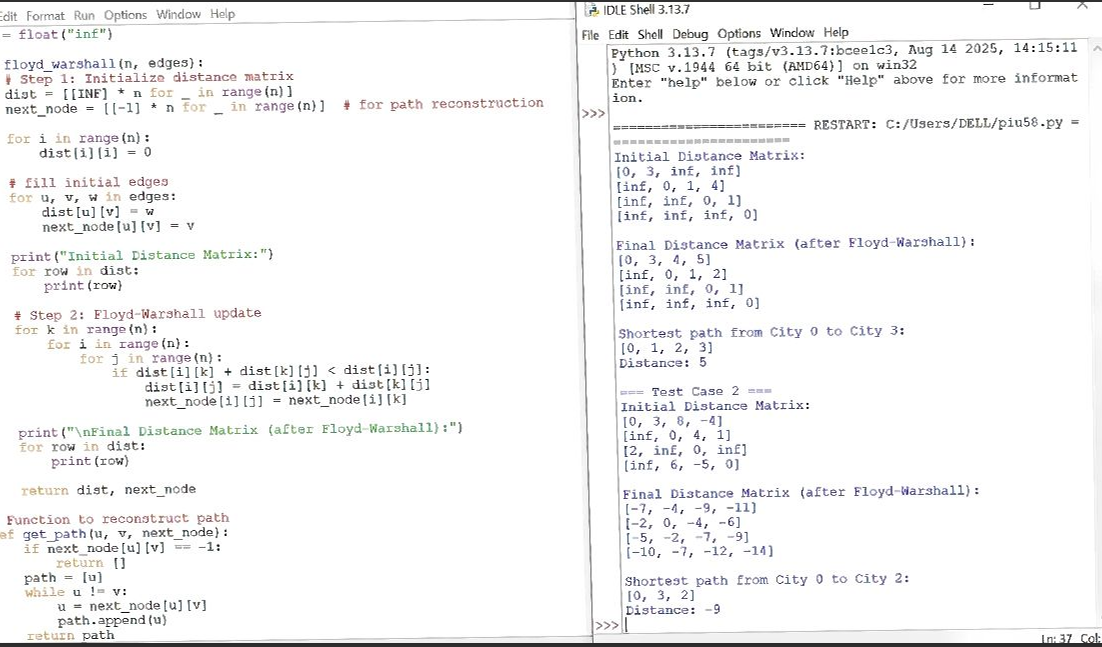 Edit Format Run Options Window Help
= float("inf")
floyd_warshall(n, edges):
# Step 1: Initialize distance matrix
dist = [[INF] * n for _ in range(n)]
next_node = [[-1] * n for _ in range(n)] # for path reconstruction
for i in range(n):
dist[i][i] = 0
# fill initial edges
for u, v, w in edges:
dist[u][v] = w
next_node[u][v] = v
print("Initial Distance Matrix:")
for row in dist:
print(row)
# Step 2: Floyd-Warshall update
for k in range(n):
for i in range(n):
for j in range(n):
if dist[i][k] + dist[k][j] < dist[i][j]:
dist[i][j] = dist[i][k] + dist[k][j]
next_node[i][j] = next_node[i][k]
print("\nFinal Distance Matrix (after Floyd-Warshall):")
for row in dist:
print(row)
return dist, next_node
Function to reconstruct path
ef get_path(u, v, next_node):
if next_node[u][v] == -1:
return []
path = [u]
while u != v:
u = next_node[u][v]
path.append(u)
return path
IDLE Shell 3.13.7
File Edit Shell Debug Options Window Help
Python 3.13.7 (tags/v3.13.7:bcee1c3, Aug 14 2025, 14:15:11
) [MSC v.1944 64 bit (AMD64)] on win32
Enter "help" below or click "Help" above for more informat
ion.
>>>
======================== RESTART: C:/Users/DELL/piu58.py =
======================
Initial Distance Matrix:
[0, 3, inf, inf]
[inf, 0, 1, 4]
[inf, inf, 0, 1]
[inf, inf, inf, 0]
Final Distance Matrix (after Floyd-Warshall):
[0, 3, 4, 5]
[inf, 0, 1, 2]
[inf, inf, 0, 1]
[inf, inf, inf, 0]
Shortest path from City 0 to City 3:
[0, 1, 2, 3]
Distance: 5
=== Test Case 2 ===
Initial Distance Matrix:
[0, 3, 8, -4]
[inf, 0, 4, 1]
[2, inf, 0, inf]
[inf, 6, -5, 0]
Final Distance Matrix (after Floyd-Warshall):
[-7, -4, -9, -11]
[-2, 0, -4, -6]
[-5, -2, -7, -9]
[-10, -7, -12, -14]
Shortest path from City 0 to City 2:
[0, 3, 2]
Distance: -9
>>>
Ln: 37 Col: